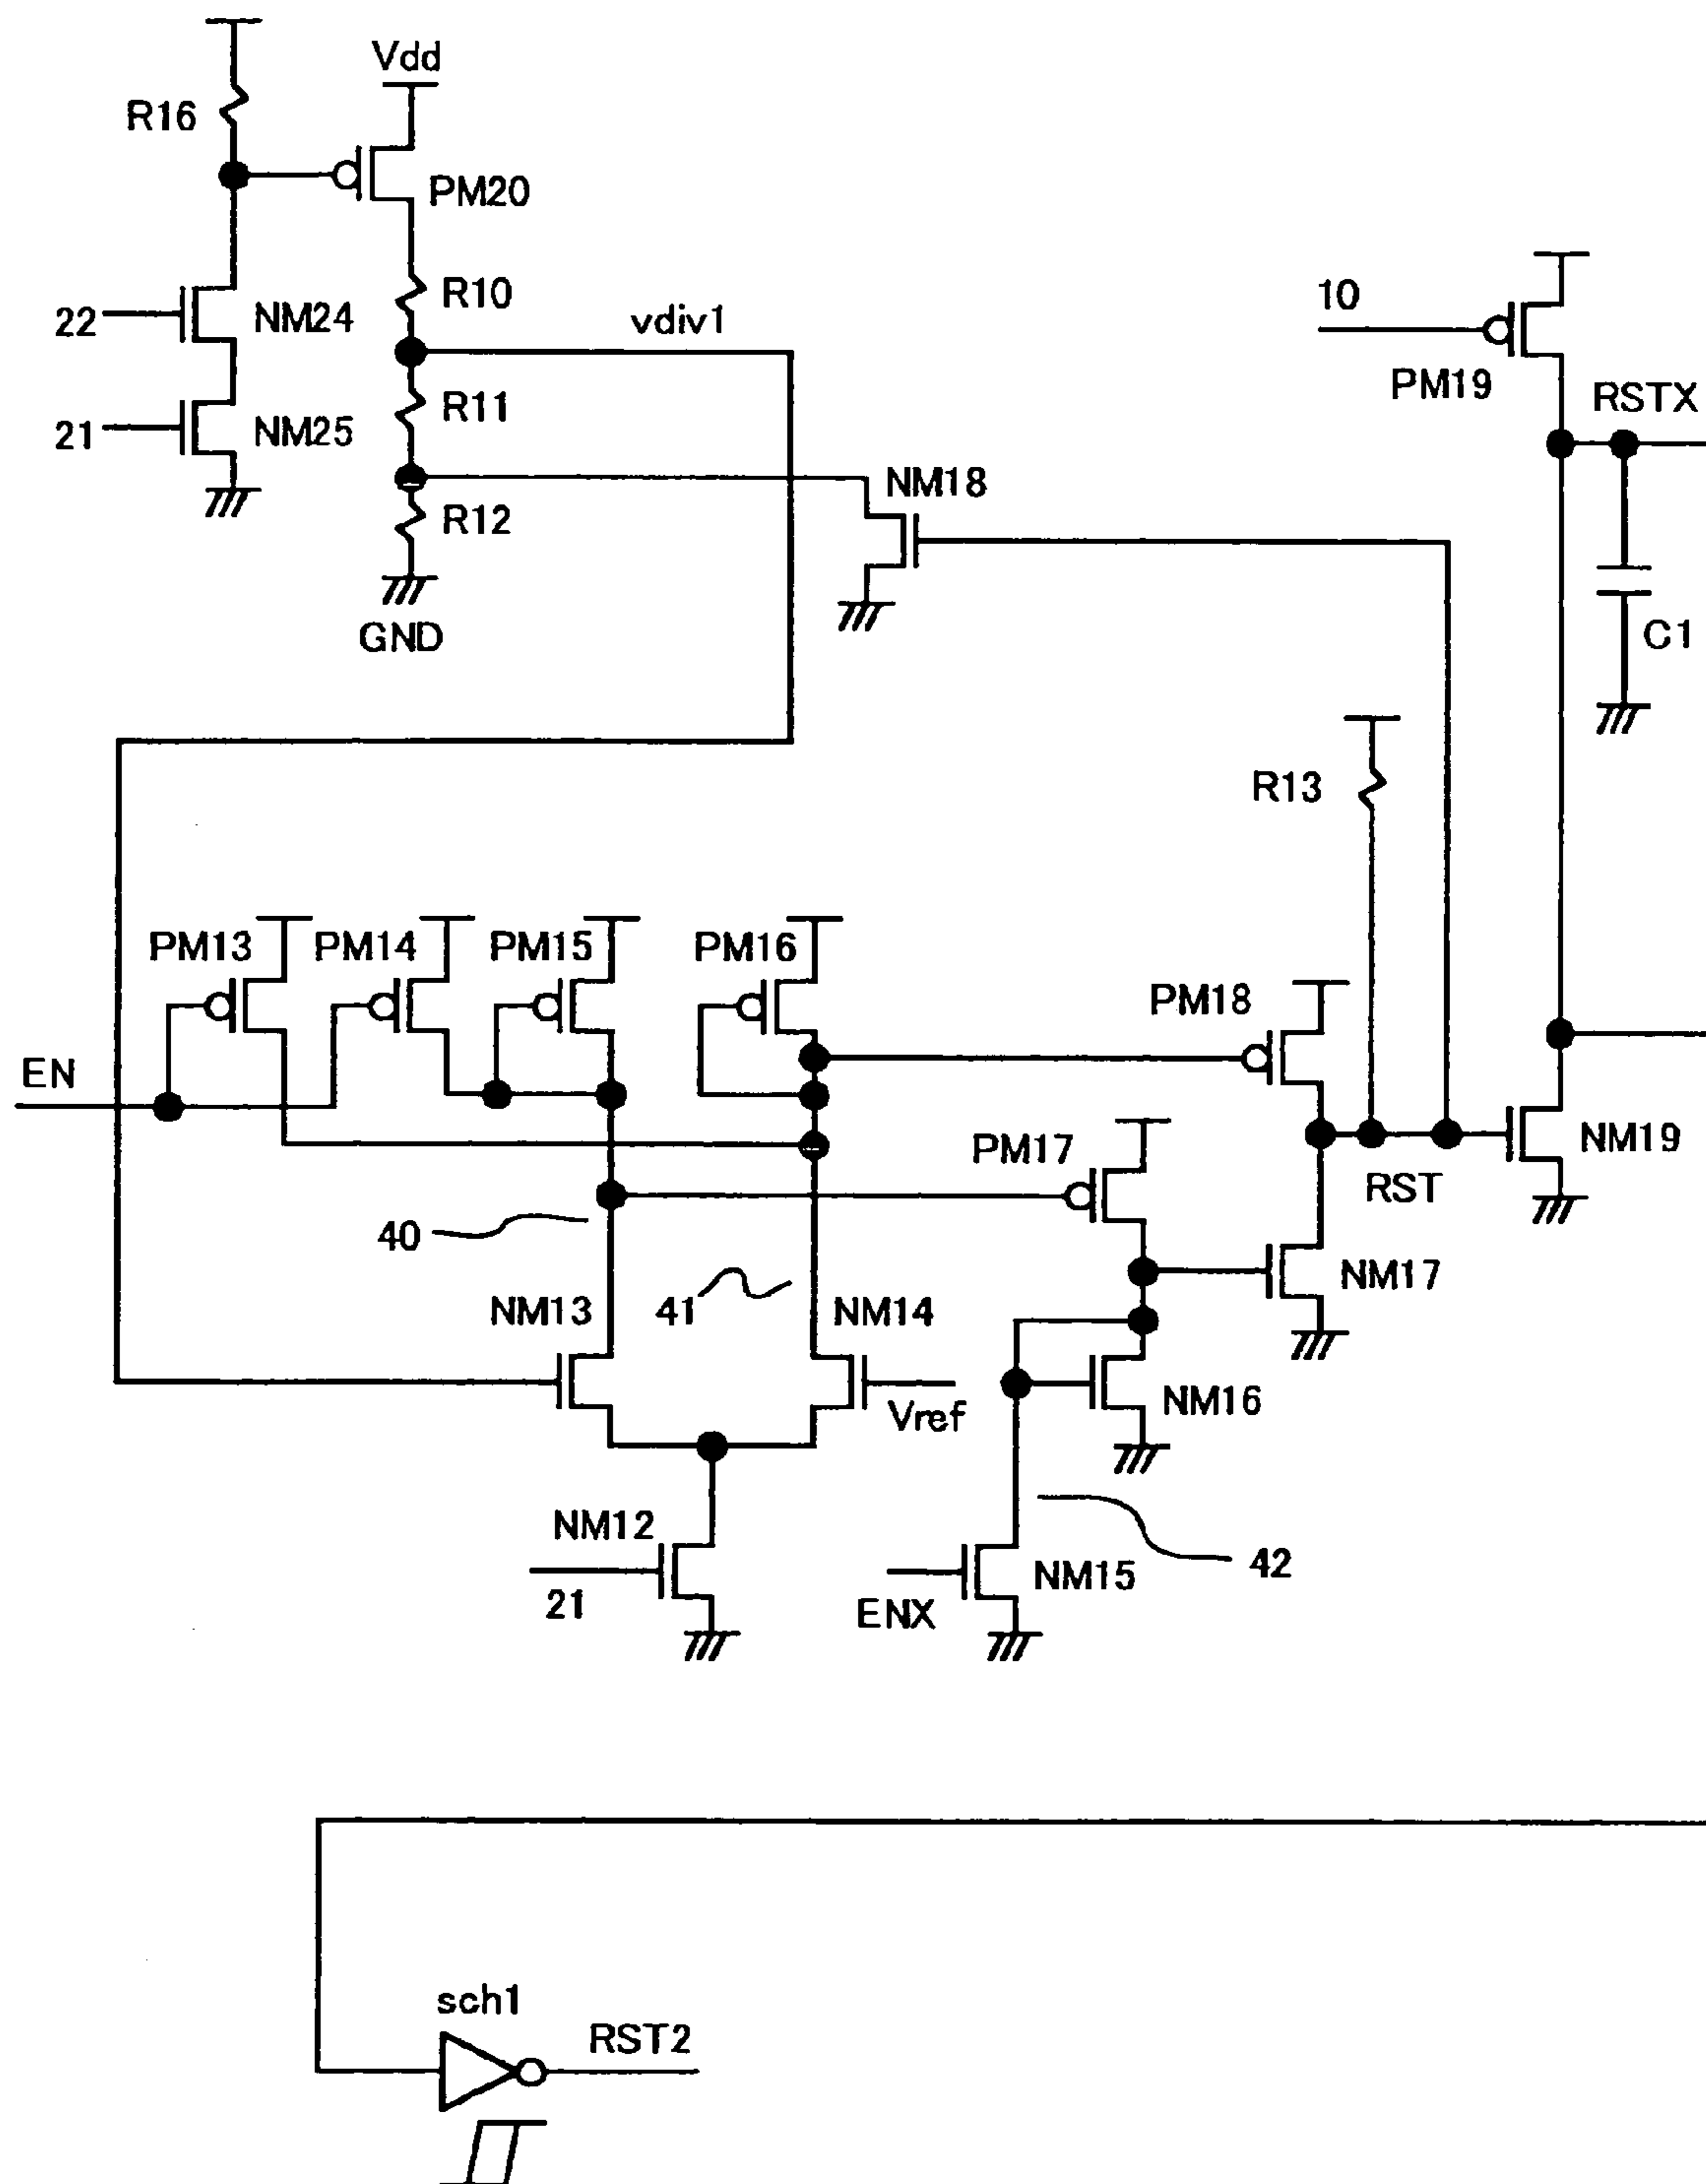 Vdd
R16
PM20
R10
22
NM24
vdiv1
10
PM19
RSTX
R11
21
NM25
NM18
R12
GND
C1
R13
PM13
PM14
PM15
PM16
PM18
EN
PM17
NM19
RST
40
NM17
41
NM13
NM14
NM16
Vref
NM12
42
NM15
21
ENX
sch1
RST2